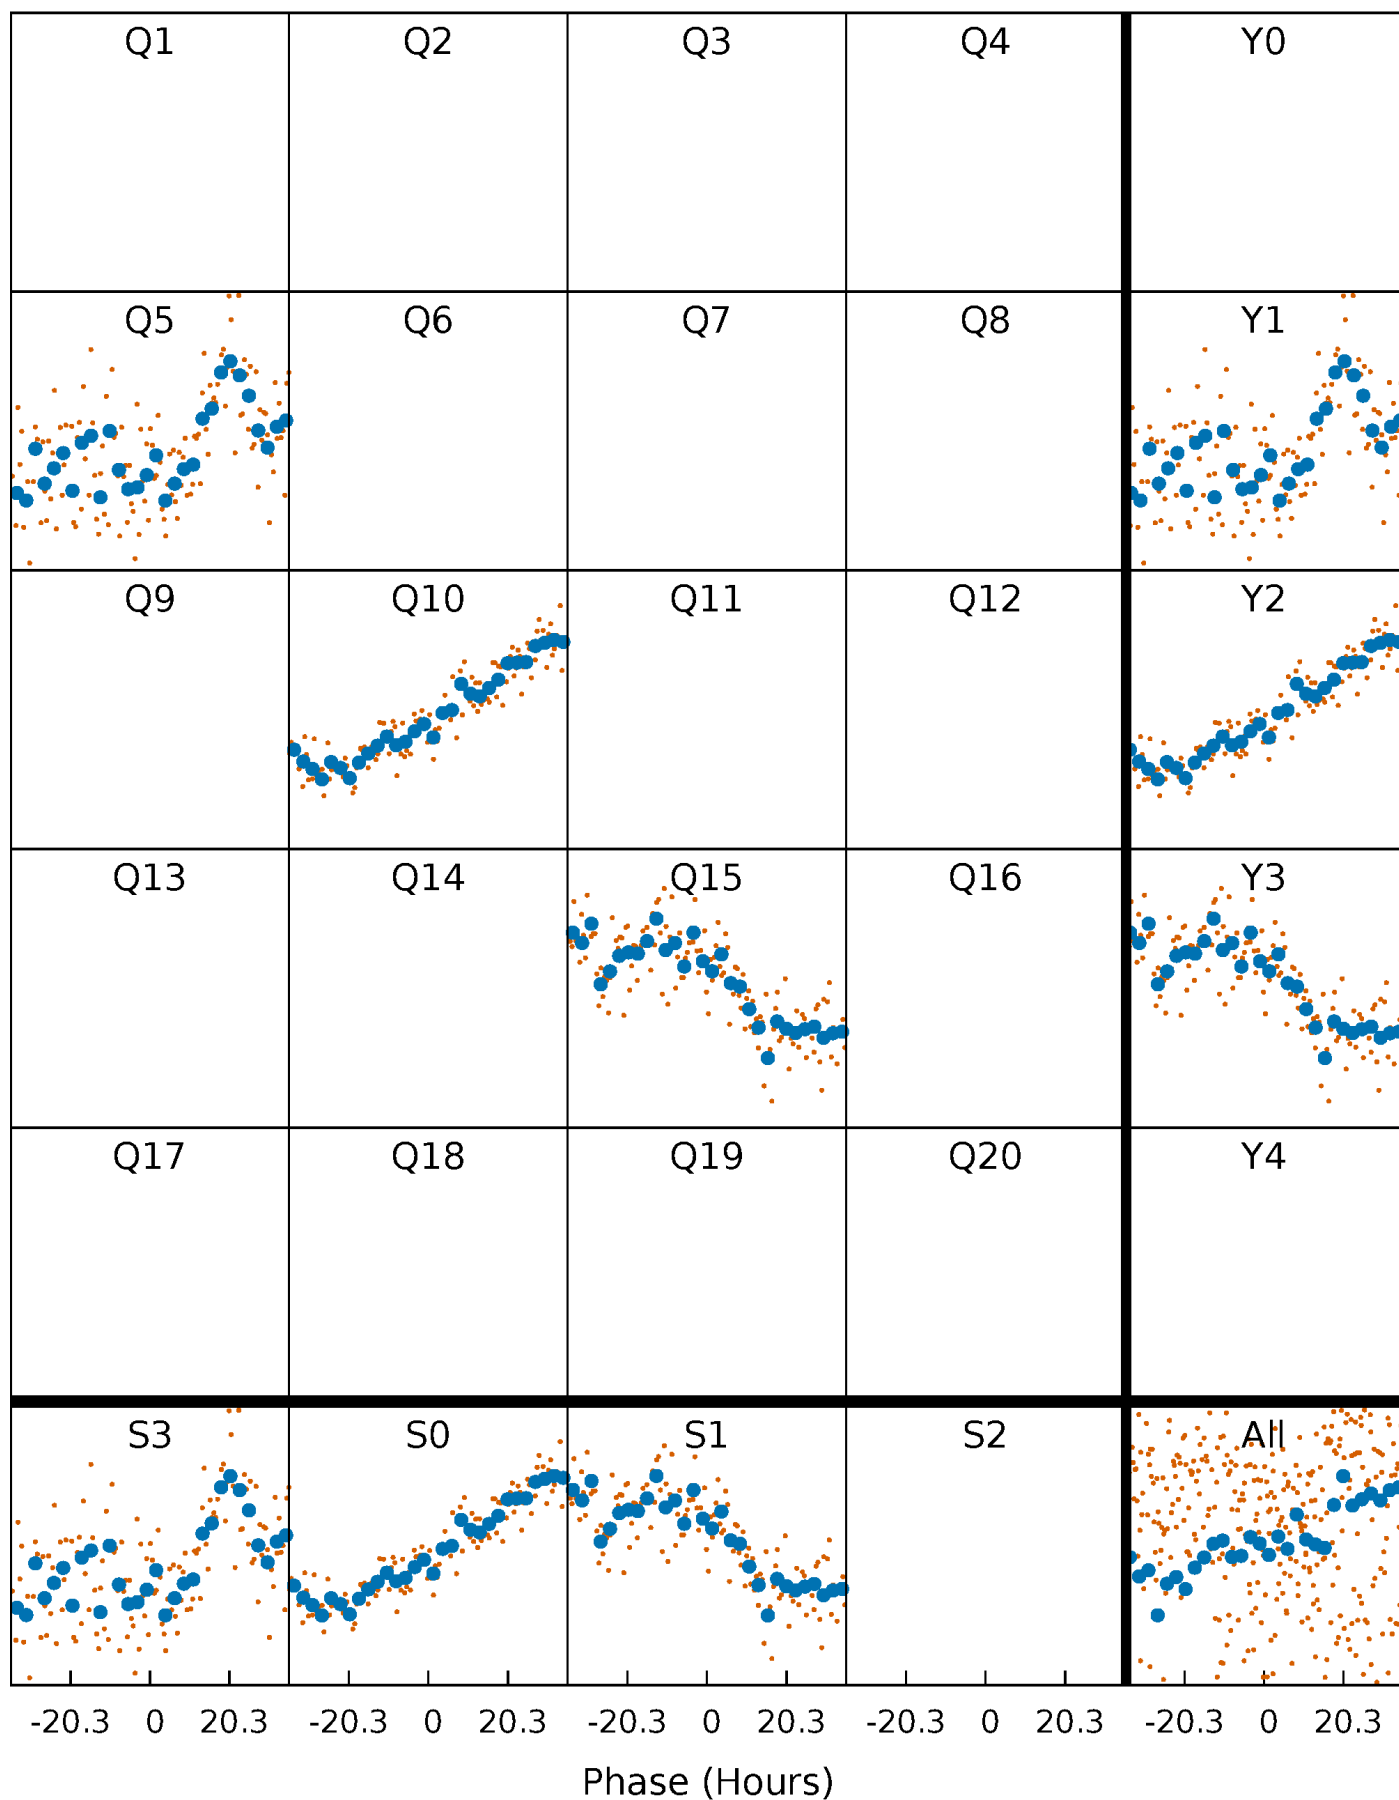 Q1 Q2 Q3 Q4 Y0
Q5 Q6 Q7 Q8 Y1
Q9 Q10 Q11 Q12 Y2
Q13 Q14 Q15 Q16 Y3
Q17 Q18 Q19 Q20 Y4
S3 S0 S1 S2 All
-20.3 0 20.3 -20.3 0 20.3 -20.3 0 20.3 -20.3 0 20.3 -20.3 0 20.3
Phase (Hours)